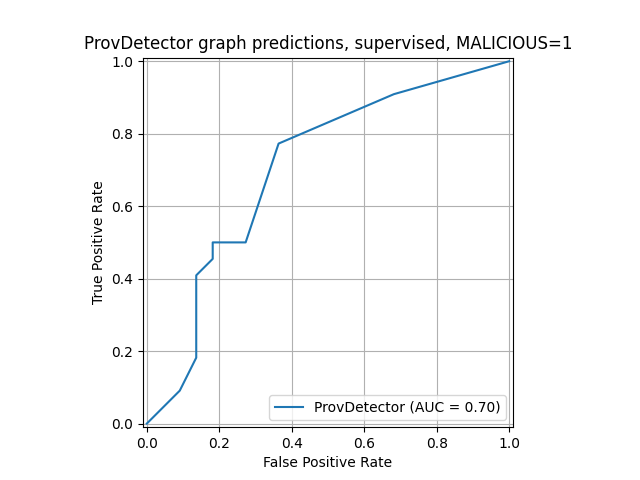 ProvDetector graph predictions, supervised, MALICIOUS=1
1.0
0.8
0.6
0.4
0.2
0.0
True Positive Rate
ProvDetector (AUC = 0.70)
0.0 0.2 0.4 0.6 0.8 1.0
False Positive Rate